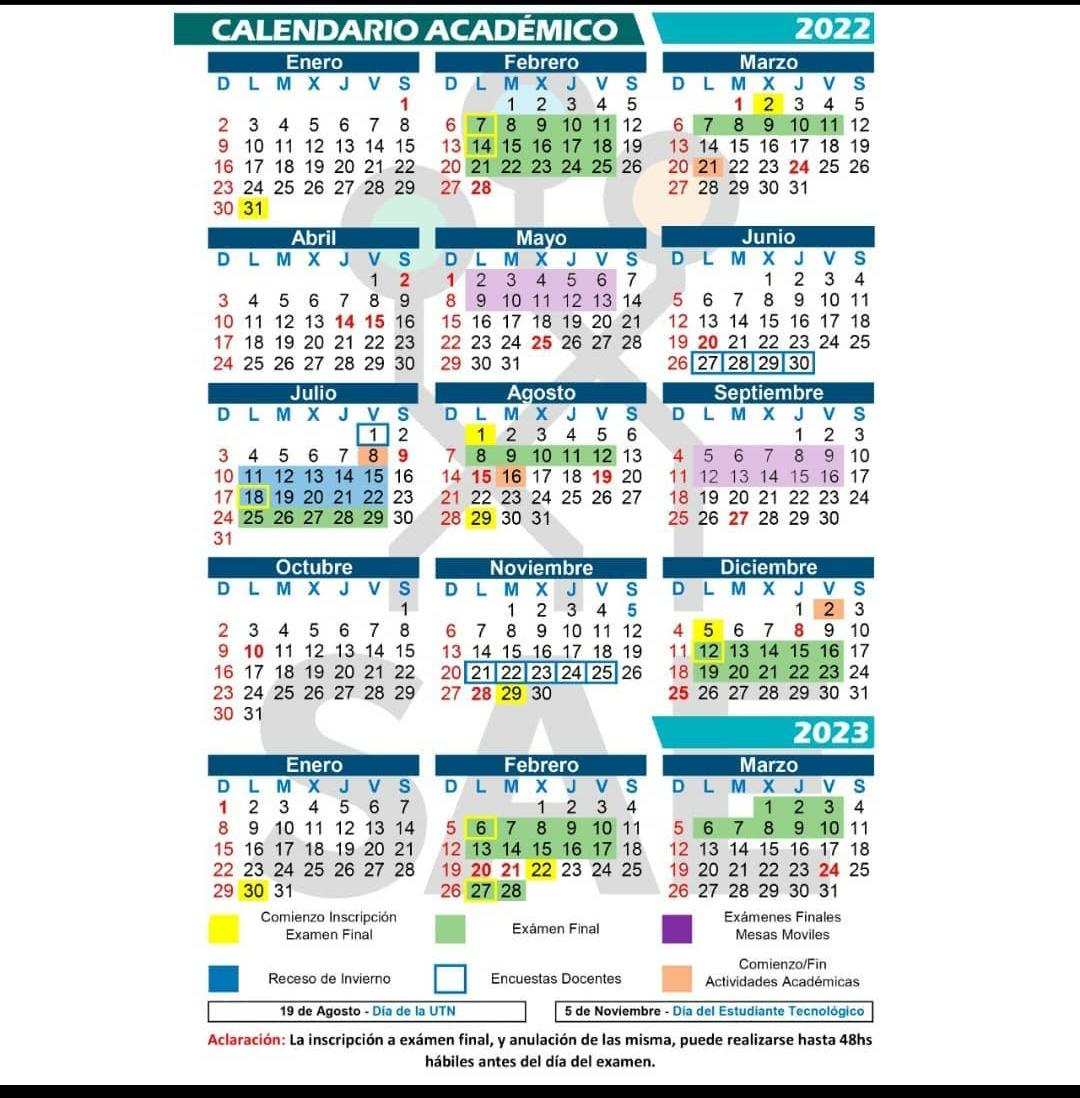 CALENDARIO ACADÉMICO 2022
Enero
D L M X J V S
1
2 3 4 5 6 7 8
9 10 11 12 13 14 15
16 17 18 19 20 21 22
23 24 25 26 27 28 29
30 31
Febrero
D L M X J V S
1 2 3 4 5
6 7 8 9 10 11 12
13 14 15 16 17 18 19
20 21 22 23 24 25 26
27 28
Marzo
D L M X J V S
1 2 3 4 5
6 7 8 9 10 11 12
13 14 15 16 17 18 19
20 21 22 23 24 25 26
27 28 29 30 31
Abril
D L M X J V S
1 2
3 4 5 6 7 8 9
10 11 12 13 14 15 16
17 18 19 20 21 22 23
24 25 26 27 28 29 30
Mayo
D L M X J V S
1 2 3 4 5 6 7
8 9 10 11 12 13 14
15 16 17 18 19 20 21
22 23 24 25 26 27 28
29 30 31
Junio
D L M X J V S
1 2 3 4
5 6 7 8 9 10 11
12 13 14 15 16 17 18
19 20 21 22 23 24 25
26 27 28 29 30
Julio
D L M X J V S
1 2
3 4 5 6 7 8 9
10 11 12 13 14 15 16
17 18 19 20 21 22 23
24 25 26 27 28 29 30
31
Agosto
D L M X J V S
1 2 3 4 5 6
7 8 9 10 11 12 13
14 15 16 17 18 19 20
21 22 23 24 25 26 27
28 29 30 31
Septiembre
D L M X J V S
1 2 3
4 5 6 7 8 9 10
11 12 13 14 15 16 17
18 19 20 21 22 23 24
25 26 27 28 29 30
Octubre
D L M X J V S
1
2 3 4 5 6 7 8
9 10 11 12 13 14 15
16 17 18 19 20 21 22
23 24 25 26 27 28 29
30 31
Noviembre
D L M X J V S
1 2 3 4 5
6 7 8 9 10 11 12
13 14 15 16 17 18 19
20 21 22 23 24 25 26
27 28 29 30
Diciembre
D L M X J V S
1 2 3
4 5 6 7 8 9 10
11 12 13 14 15 16 17
18 19 20 21 22 23 24
25 26 27 28 29 30 31
2023
Enero
D L M X J V S
1 2 3 4 5 6 7
8 9 10 11 12 13 14
15 16 17 18 19 20 21
22 23 24 25 26 27 28
29 30 31
Febrero
D L M X J V S
1 2 3 4
5 6 7 8 9 10 11
12 13 14 15 16 17 18
19 20 21 22 23 24 25
26 27 28
Marzo
D L M X J V S
1 2 3 4
5 6 7 8 9 10 11
12 13 14 15 16 17 18
19 20 21 22 23 24 25
26 27 28 29 30 31
SAE
Comienzo Inscripción
Examen Final
Exámen Final
Exámenes Finales
Mesas Moviles
Receso de Invierno
Encuestas Docentes
Comienzo/Fin
Actividades Académicas
19 de Agosto - Día de la UTN
5 de Noviembre - Día del Estudiante Tecnológico
Aclaración: La inscripción a exámen final, y anulación de las misma, puede realizarse hasta 48hs
hábiles antes del día del examen.